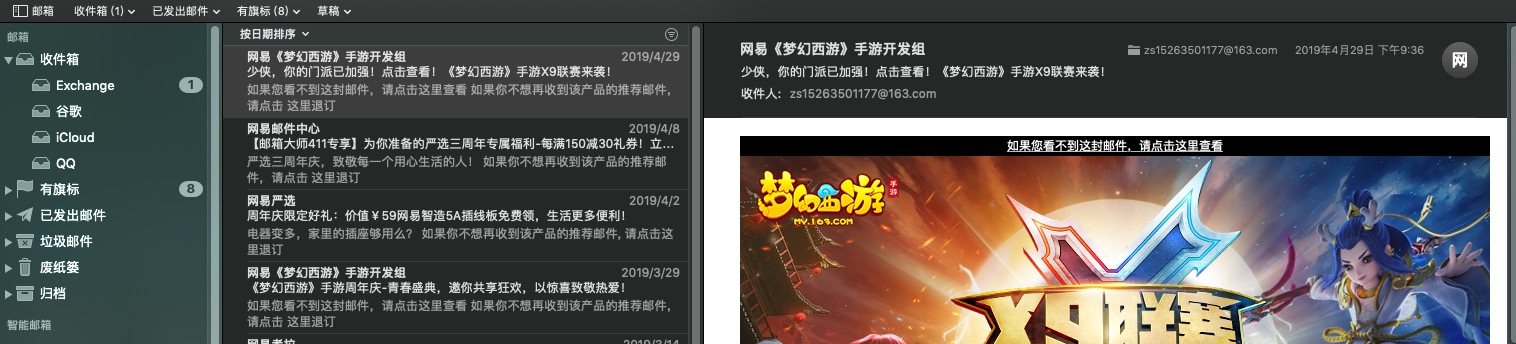 邮箱 收件箱 (1) 已发出邮件 有旗标 (8) 草稿
邮箱
收件箱
Exchange 1
谷歌
iCloud
QQ
有旗标 8
已发出邮件
垃圾邮件
废纸篓
归档
智能邮箱
按日期排序
网易《梦幻西游》手游开发组 2019/4/29
少侠，你的门派已加强！点击查看！《梦幻西游》手游X9联赛来袭！
如果您看不到这封邮件，请点击这里查看 如果你不想再收到该产品的推荐邮件，
请点击 这里退订
网易邮件中心 2019/4/8
【邮箱大师411专享】为你准备的严选三周年专属福利-每满150减30礼券！立...
严选三周年庆，致敬每一个用心生活的人！ 如果你不想再收到该产品的推荐邮
件，请点击 这里退订
网易严选 2019/4/2
周年庆限定好礼：价值￥59网易智造5A插线板免费领，生活更多便利！
电器变多，家里的插座够用么？ 如果你不想再收到该产品的推荐邮件, 请点击这
里退订
网易《梦幻西游》手游开发组 2019/3/29
《梦幻西游》手游周年庆-青春盛典，邀你共享狂欢，以惊喜致敬热爱！
如果您看不到这封邮件，请点击这里查看 如果你不想再收到该产品的推荐邮件，
请点击 这里退订
网易考拉 2019/3/14
网易《梦幻西游》手游开发组
zs15263501177@163.com 2019年4月29日 下午9:36
网
少侠，你的门派已加强！点击查看！《梦幻西游》手游X9联赛来袭！
收件人：zs15263501177@163.com
如果您看不到这封邮件，请点击这里查看
梦幻西游 手游
MY.163.COM
X9联赛